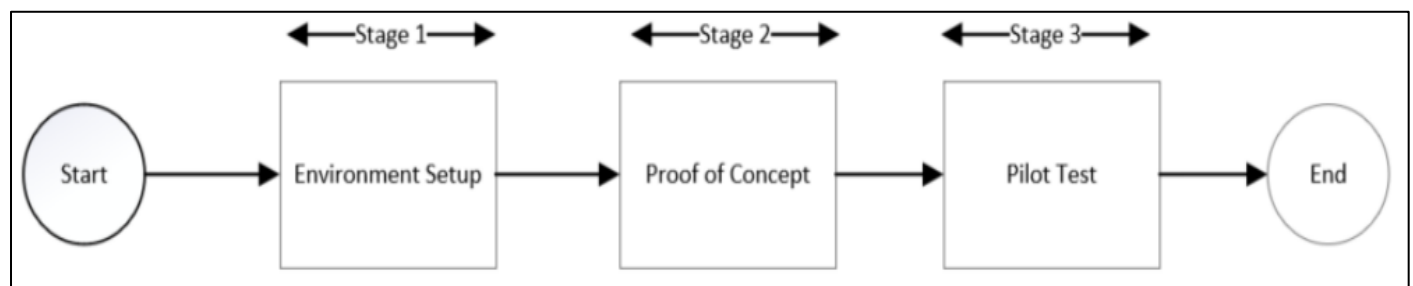 Stage 1
Stage 2
Stage 3
Start
Environment Setup
Proof of Concept
Pilot Test
End